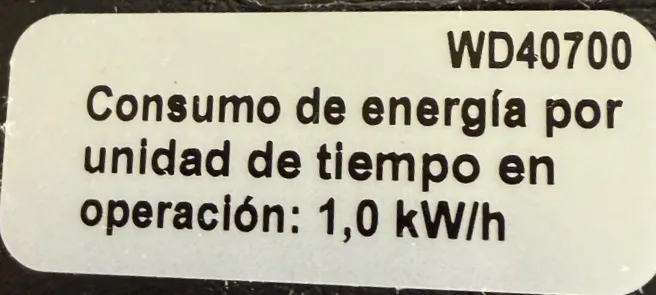 WD40700
Consumo de energía por
unidad de tiempo en
operación: 1,0 kW/h